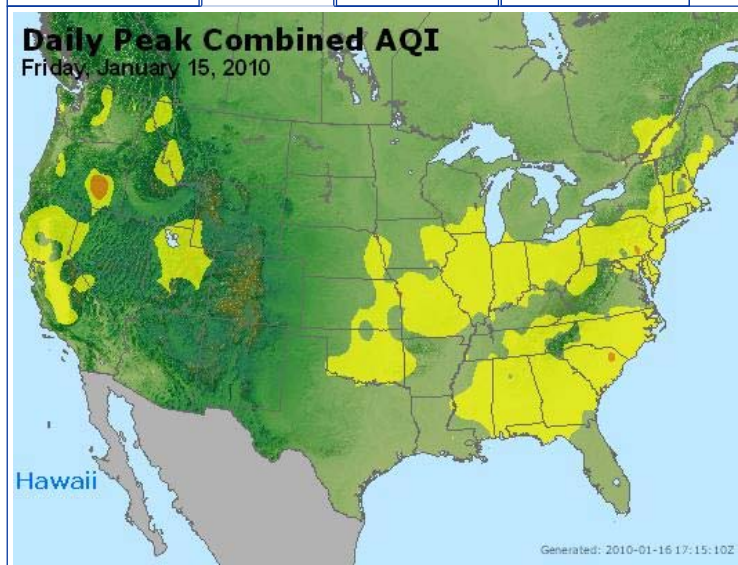 Daily Peak Combined AQI
Friday, January 15, 2010
Hawaii
Generated: 2010-01-16 17:15:10Z